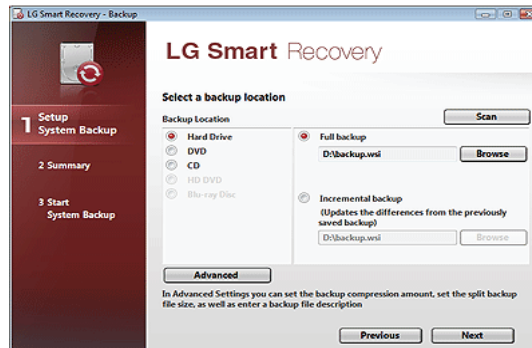 LG Smart Recovery - Backup
LG Smart Recovery
1 Setup
System Backup
2 Summary
3 Start
System Backup
Select a backup location
Backup Location
Scan
Hard Drive
DVD
CD
HD DVD
Blu-ray Disc
Full backup
D:\backup.wsi
Browse
Incremental backup
(Updates the differences from the previously
saved backup)
D:\backup.wsi
Browse
Advanced
In Advanced Settings you can set the backup compression amount, set the split backup
file size, as well as enter a backup file description
Previous
Next